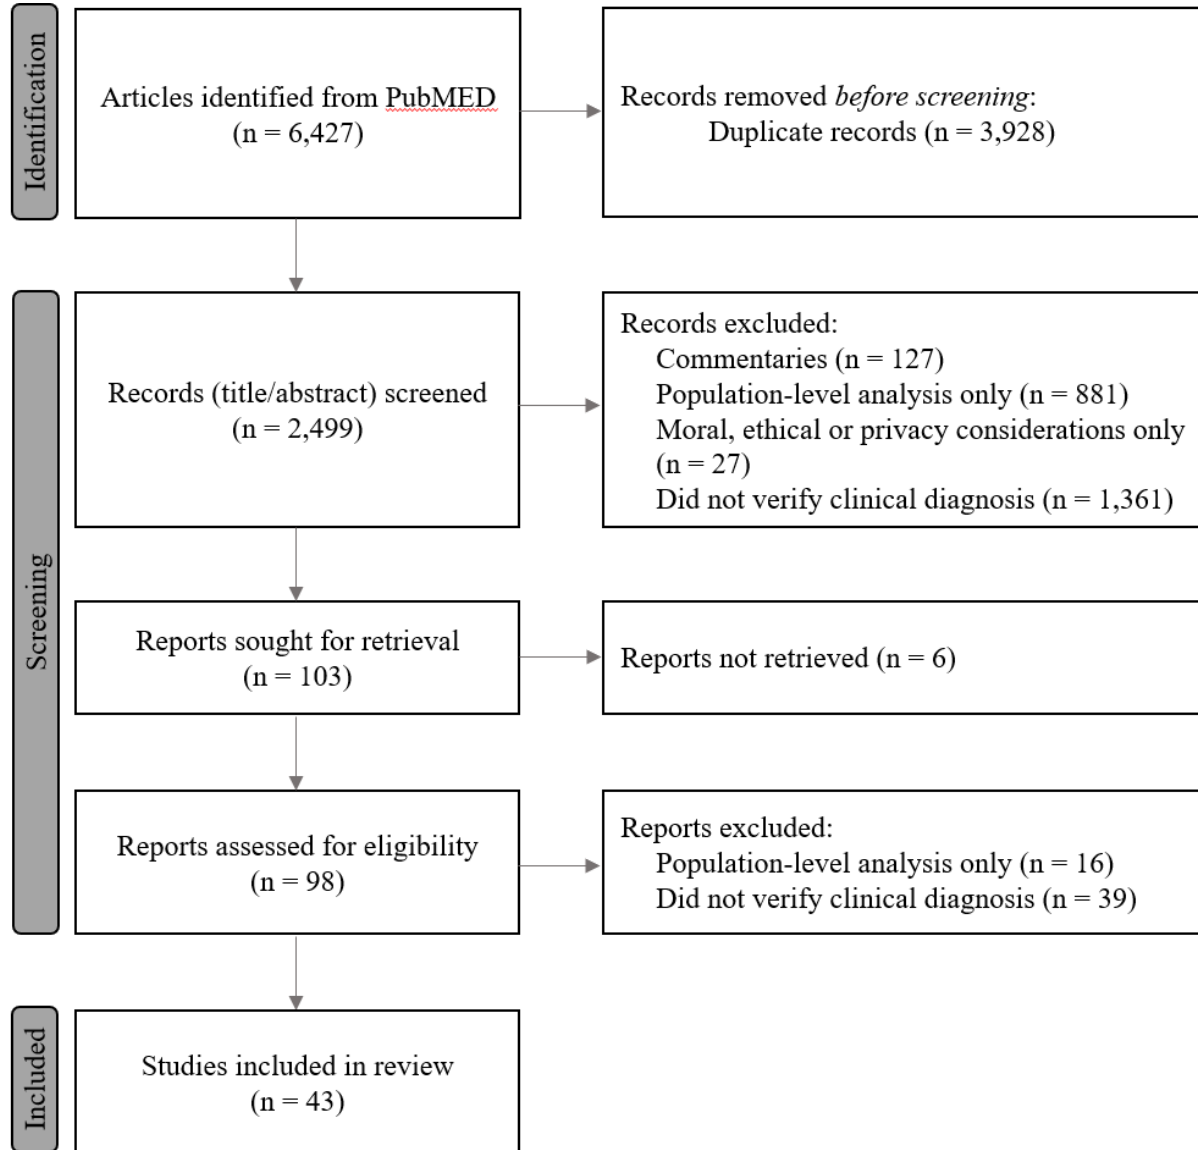 Identification
Articles identified from PubMED
(n = 6,427)
Records removed before screening:
Duplicate records (n = 3,928)
Screening
Records (title/abstract) screened
(n = 2,499)
Records excluded:
Commentaries (n = 127)
Population-level analysis only (n = 881)
Moral, ethical or privacy considerations only
(n = 27)
Did not verify clinical diagnosis (n = 1,361)
Reports sought for retrieval
(n = 103)
Reports not retrieved (n = 6)
Reports assessed for eligibility
(n = 98)
Reports excluded:
Population-level analysis only (n = 16)
Did not verify clinical diagnosis (n = 39)
Included
Studies included in review
(n = 43)